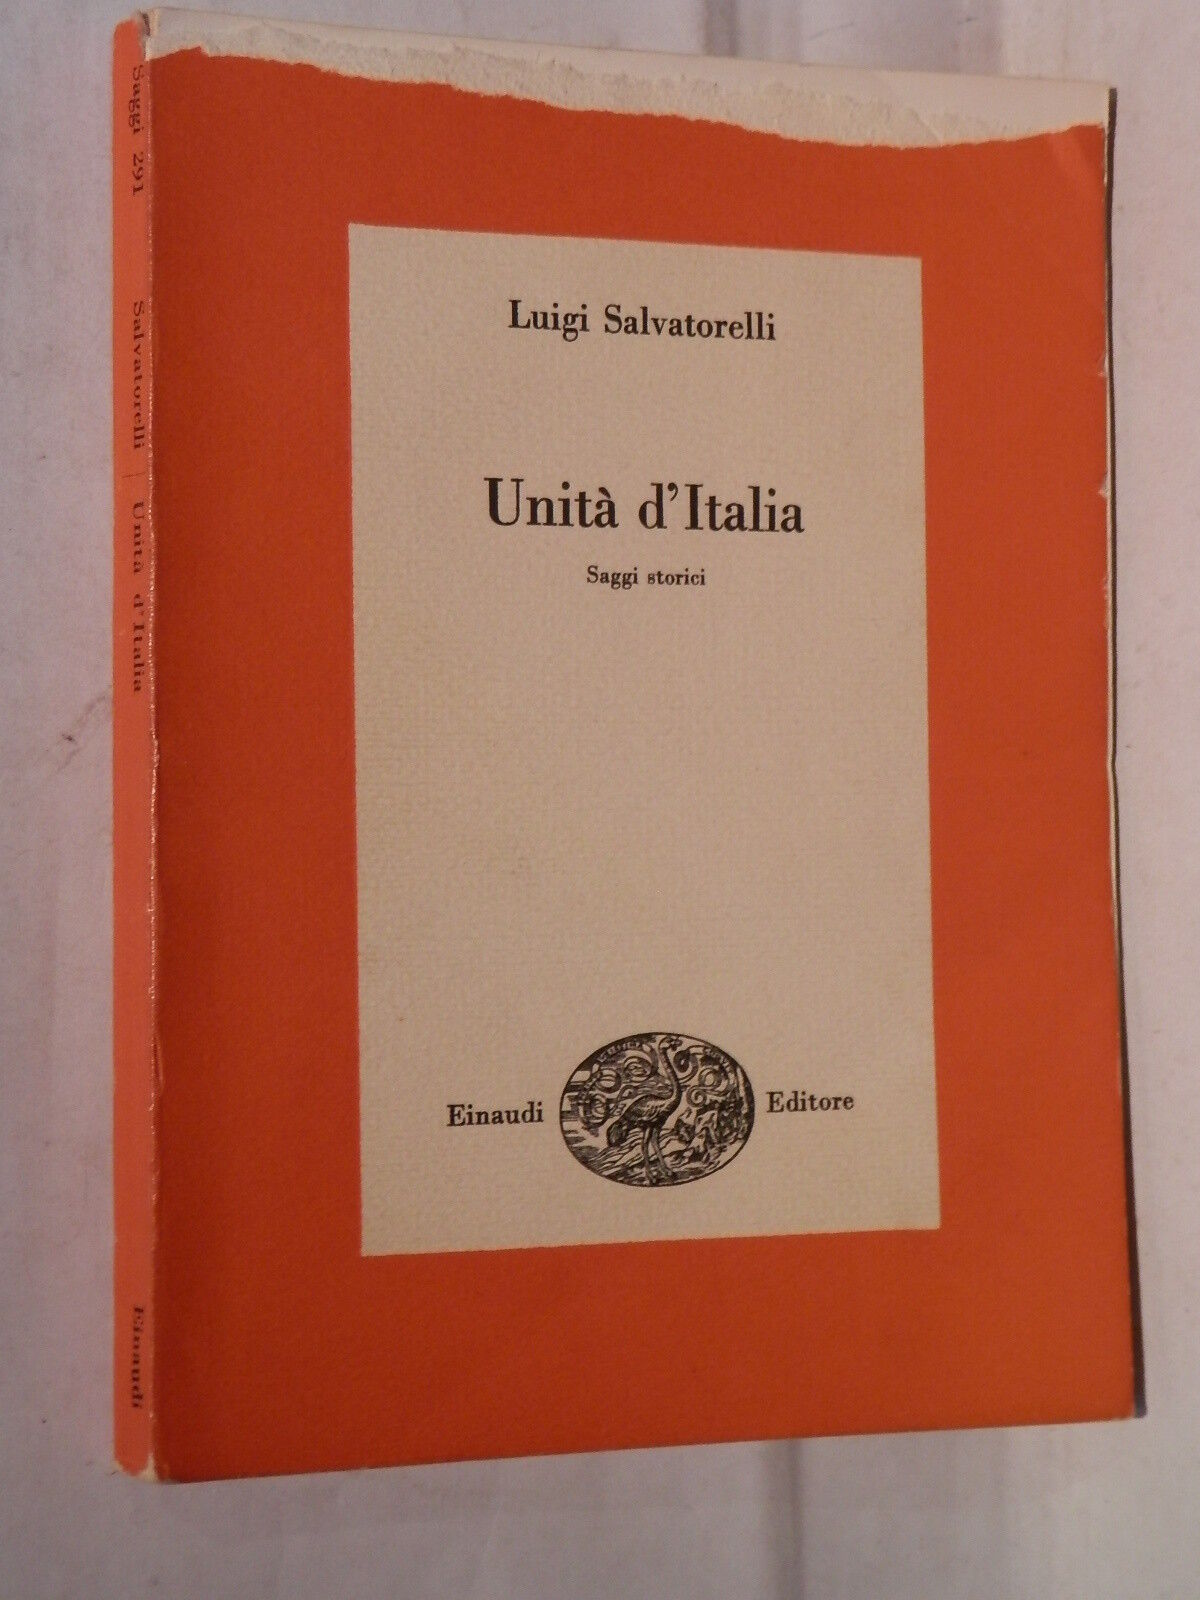 Saggi 291 Salvatorelli | Unità d'Italia Einaudi
Luigi Salvatorelli
Unità d'Italia
Saggi storici
Einaudi Editore